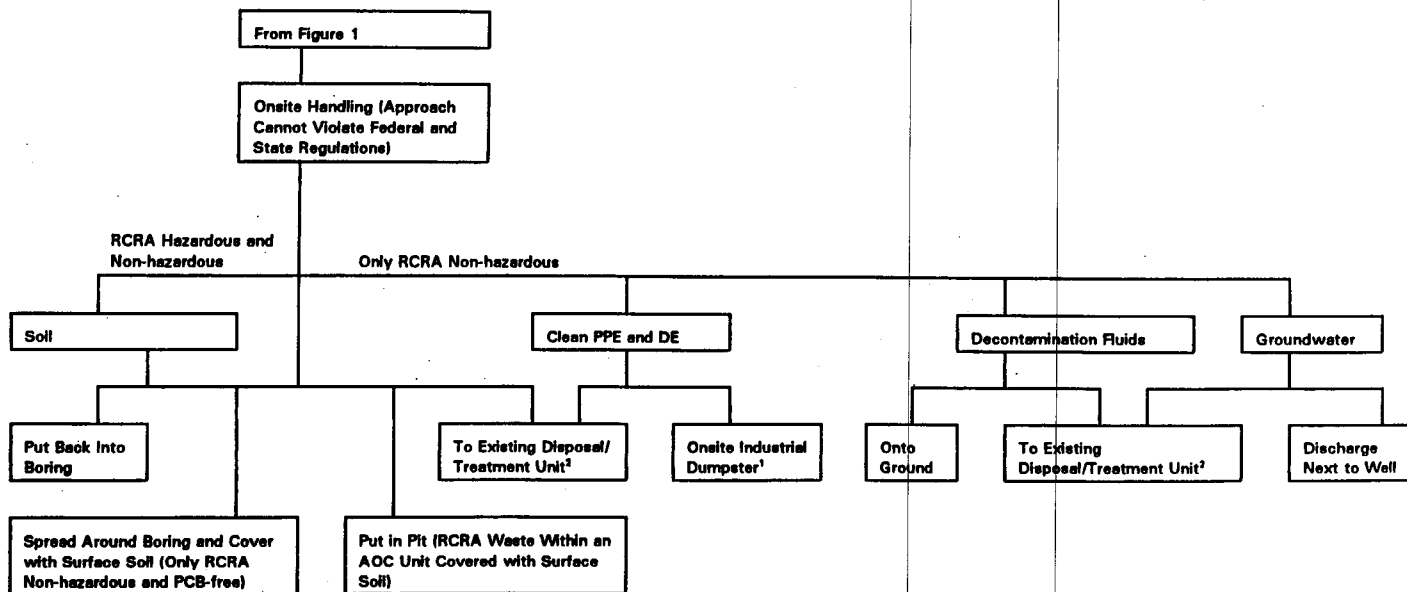 From Figure 1
Onsite Handling (Approach
Cannot Violate Federal and
State Regulations)
RCRA Hazardous and
Non-hazardous
Only RCRA Non-hazardous
Soil
Clean PPE and DE
Decontamination Fluids
Groundwater
Put Back Into
Boring
To Existing Disposal/
Treatment Unit²
Onsite Industrial
Dumpster¹
Onto
Ground
To Existing
Disposal/Treatment Unit²
Discharge
Next to Well
Spread Around Boring and Cover
with Surface Soil (Only RCRA
Non-hazardous and PCB-free)
Put in Pit (RCRA Waste Within an
AOC Unit Covered with Surface
Soil)